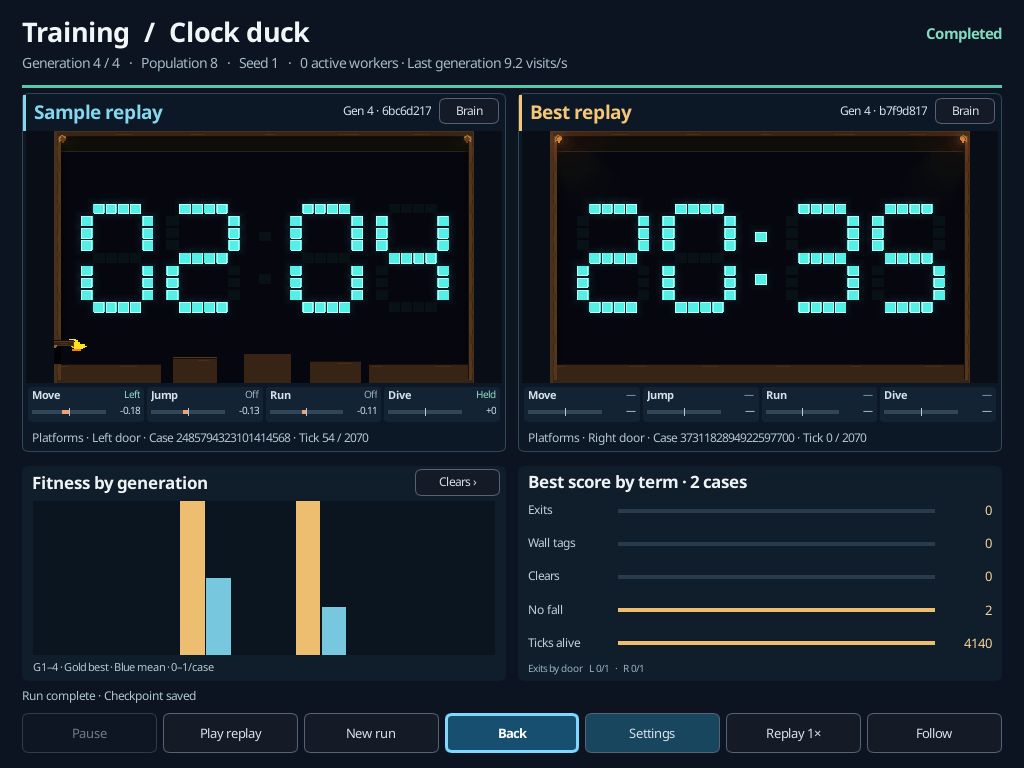 Training / Clock duck
Completed
Generation 4 / 4 · Population 8 · Seed 1 · 0 active workers · Last generation 9.2 visits/s
Sample replay
Gen 4 · 6bc6d217
Brain
Best replay
Gen 4 · b7f9d817
Brain
02:09
20:35
Move Left
-0.18
Jump Off
-0.13
Run Off
-0.11
Dive Held
+0
Move —
—
Jump —
—
Run —
—
Dive —
—
Platforms · Left door · Case 2485794323101414568 · Tick 54 / 2070
Platforms · Right door · Case 3731182894922597700 · Tick 0 / 2070
Fitness by generation
Clears ›
G1–4 · Gold best · Blue mean · 0–1/case
Best score by term · 2 cases
Exits 0
Wall tags 0
Clears 0
No fall 2
Ticks alive 4140
Exits by door L 0/1 · R 0/1
Run complete · Checkpoint saved
Pause
Play replay
New run
Back
Settings
Replay 1×
Follow